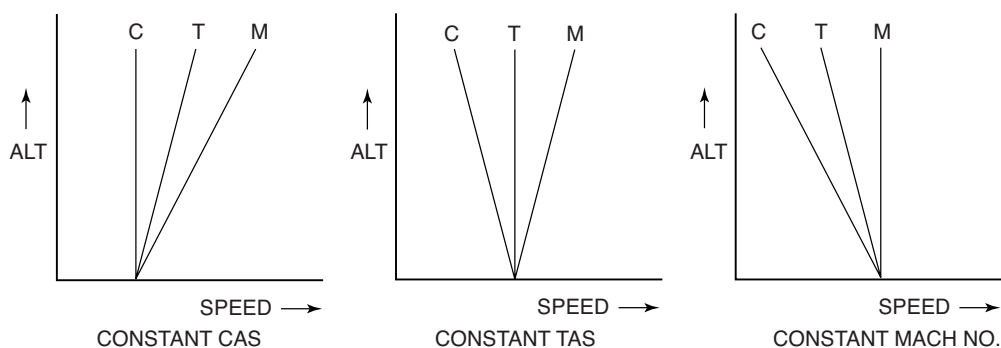 C T M
ALT
SPEED
CONSTANT CAS
C T M
ALT
SPEED
CONSTANT TAS
C T M
ALT
SPEED
CONSTANT MACH NO.